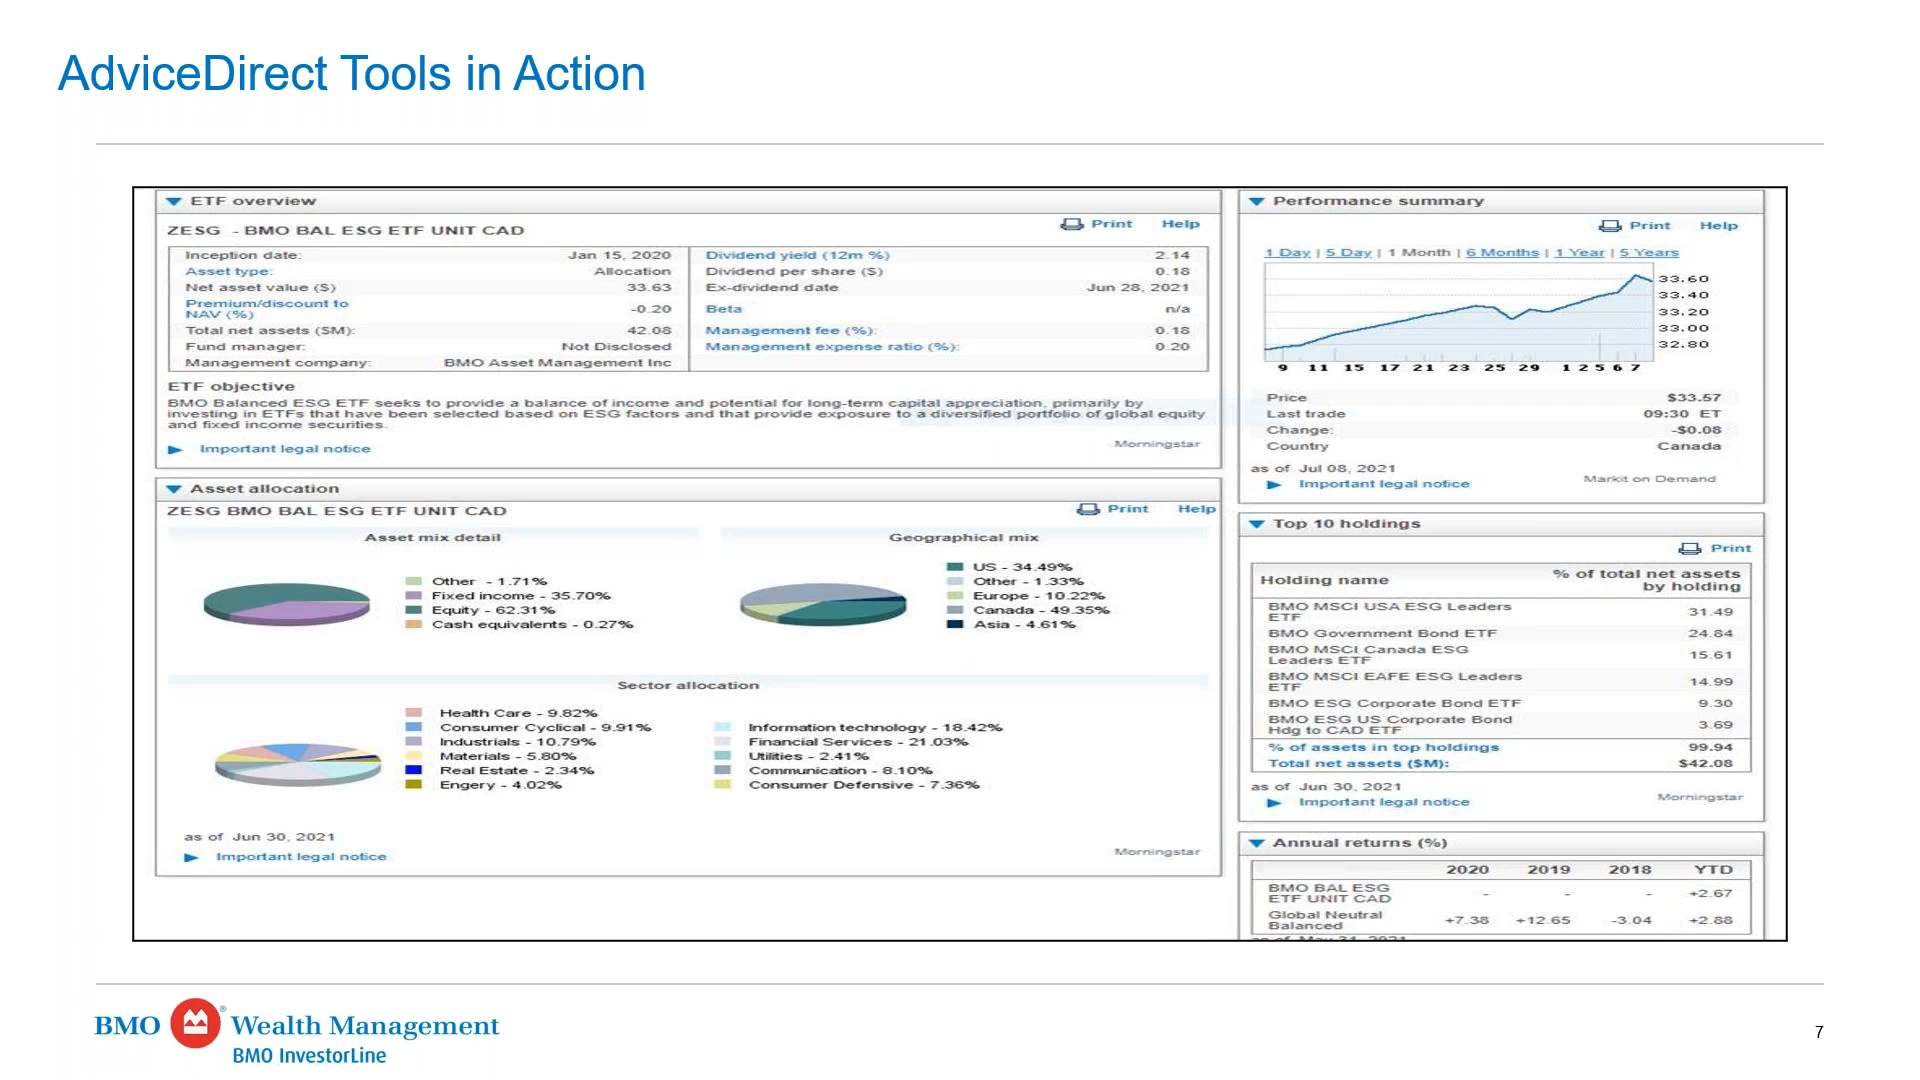 AdviceDirect Tools in Action
ETF overview
Print Help
ZESG - BMO BAL ESG ETF UNIT CAD
Inception date: Jan 15, 2020
Asset type: Allocation
Net asset value ($) 33.63
Premium/discount to
NAV (%) -0.20
Total net assets ($M): 42.08
Fund manager: Not Disclosed
Management company: BMO Asset Management Inc
Dividend yield (12m %) 2.14
Dividend per share ($) 0.18
Ex-dividend date Jun 28, 2021
Beta n/a
Management fee (%): 0.18
Management expense ratio (%): 0.20
ETF objective
BMO Balanced ESG ETF seeks to provide a balance of income and potential for long-term capital appreciation, primarily by
investing in ETFs that have been selected based on ESG factors and that provide exposure to a diversified portfolio of global equity
and fixed income securities.
Important legal notice
Morningstar
Asset allocation
ZESG BMO BAL ESG ETF UNIT CAD
Print Help
Asset mix detail
Other - 1.71%
Fixed income - 35.70%
Equity - 62.31%
Cash equivalents - 0.27%
Geographical mix
US - 34.49%
Other - 1.33%
Europe - 10.22%
Canada - 49.35%
Asia - 4.61%
Sector allocation
Health Care - 9.82%
Consumer Cyclical - 9.91%
Industrials - 10.79%
Materials - 5.80%
Real Estate - 2.34%
Engery - 4.02%
Information technology - 18.42%
Financial Services - 21.03%
Utilities - 2.41%
Communication - 8.10%
Consumer Defensive - 7.36%
as of Jun 30, 2021
Important legal notice
Morningstar
Performance summary
Print Help
1 Day | 5 Day | 1 Month | 6 Months | 1 Year | 5 Years
33.60
33.40
33.20
33.00
32.80
9 11 15 17 21 23 25 29 1 2 5 6 7
Price $33.57
Last trade 09:30 ET
Change: -$0.08
Country Canada
as of Jul 08, 2021
Important legal notice
Markit on Demand
Top 10 holdings
Print
Holding name % of total net assets
by holding
BMO MSCI USA ESG Leaders
ETF 31.49
BMO Government Bond ETF 24.84
BMO MSCI Canada ESG
Leaders ETF 15.61
BMO MSCI EAFE ESG Leaders
ETF 14.99
BMO ESG Corporate Bond ETF 9.30
BMO ESG US Corporate Bond
Hdg to CAD ETF 3.69
% of assets in top holdings 99.94
Total net assets ($M): $42.08
as of Jun 30, 2021
Important legal notice
Morningstar
Annual returns (%)
2020 2019 2018 YTD
BMO BAL ESG
ETF UNIT CAD - - - +2.67
Global Neutral
Balanced +7.38 +12.65 -3.04 +2.88
as of May 31, 2021
BMO Wealth Management
BMO InvestorLine
7